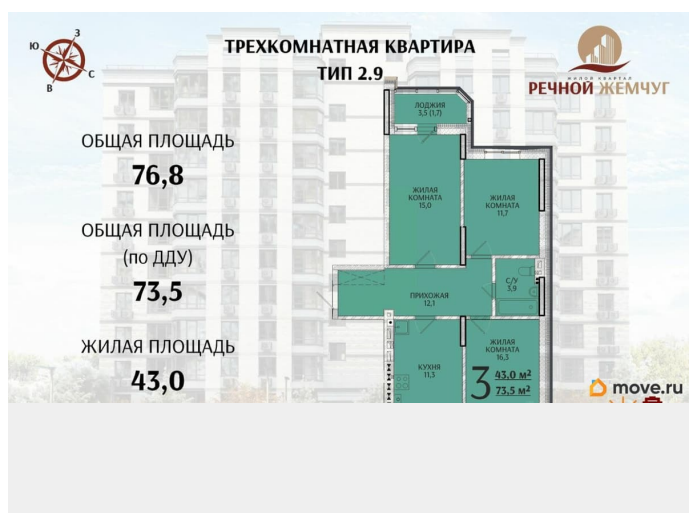 ТРЕХКОМНАТНАЯ КВАРТИРА
ТИП 2.9
З
Ю
С
В
ЖИЛОЙ КВАРТАЛ
РЕЧНОЙ ЖЕМЧУГ
ОБЩАЯ ПЛОЩАДЬ
76,8
ОБЩАЯ ПЛОЩАДЬ
(по ДДУ)
73,5
ЖИЛАЯ ПЛОЩАДЬ
43,0
ЛОДЖИЯ
3,5 (1,7)
ЖИЛАЯ
КОМНАТА
15,0
ЖИЛАЯ
КОМНАТА
11,7
С/У
3,9
ПРИХОЖАЯ
12,1
КУХНЯ
11,3
ЖИЛАЯ
КОМНАТА
16,3
3
43.0 м²
73,5 м²
move.ru